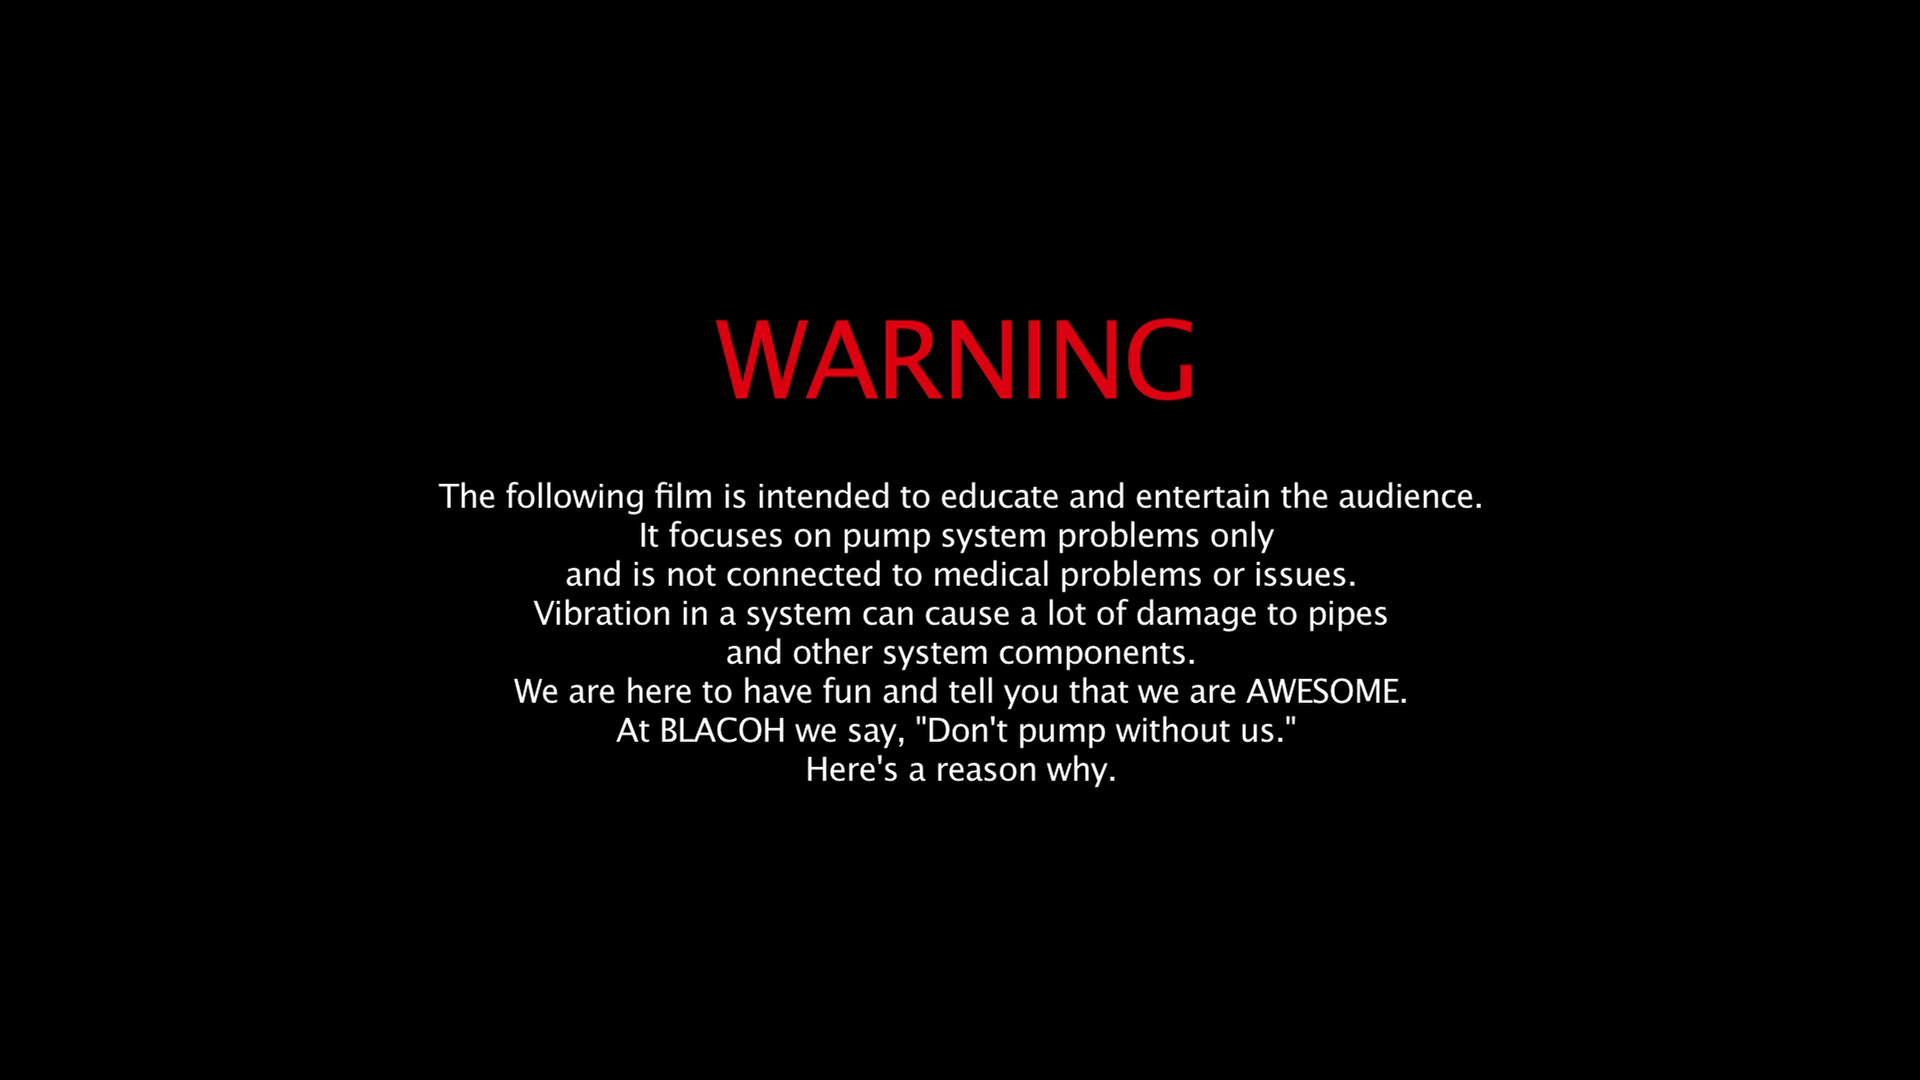 WARNING
The following film is intended to educate and entertain the audience.
It focuses on pump system problems only
and is not connected to medical problems or issues.
Vibration in a system can cause a lot of damage to pipes
and other system components.
We are here to have fun and tell you that we are AWESOME.
At BLACOH we say, "Don't pump without us."
Here's a reason why.